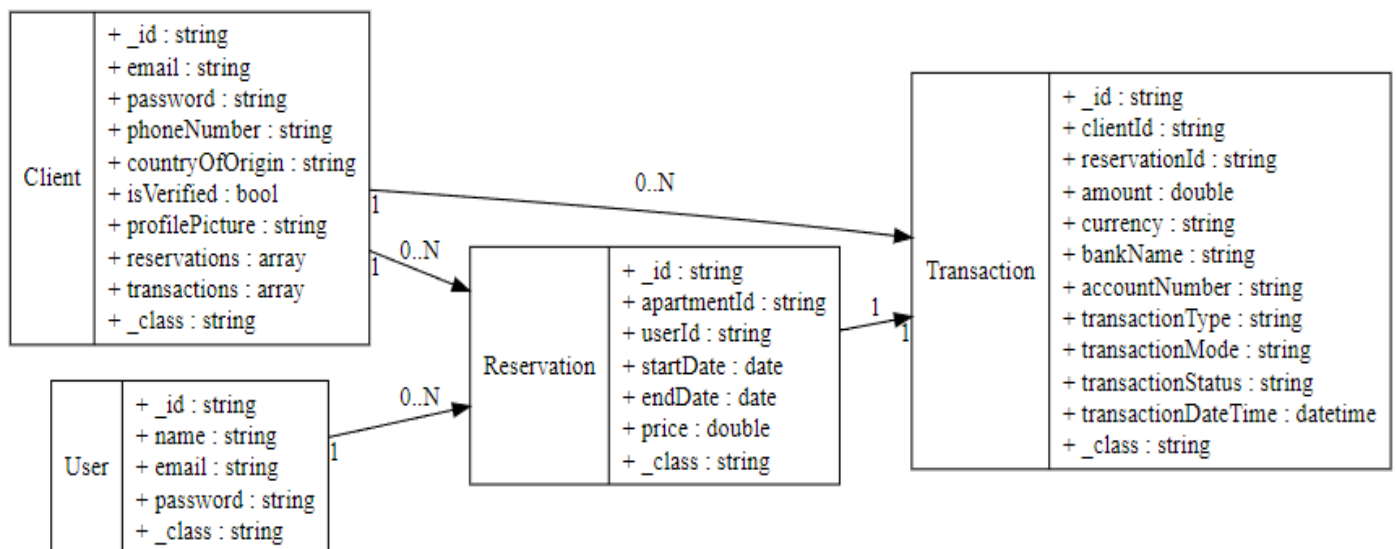 Client
+ _id : string
+ email : string
+ password : string
+ phoneNumber : string
+ countryOfOrigin : string
+ isVerified : bool
+ profilePicture : string
+ reservations : array
+ transactions : array
+ _class : string
1
0..N
1
0..N
User
+ _id : string
+ name : string
+ email : string
+ password : string
+ _class : string
1
0..N
Reservation
+ _id : string
+ apartmentId : string
+ userId : string
+ startDate : date
+ endDate : date
+ price : double
+ _class : string
1
1
Transaction
+ _id : string
+ clientId : string
+ reservationId : string
+ amount : double
+ currency : string
+ bankName : string
+ accountNumber : string
+ transactionType : string
+ transactionMode : string
+ transactionStatus : string
+ transactionDateTime : datetime
+ _class : string